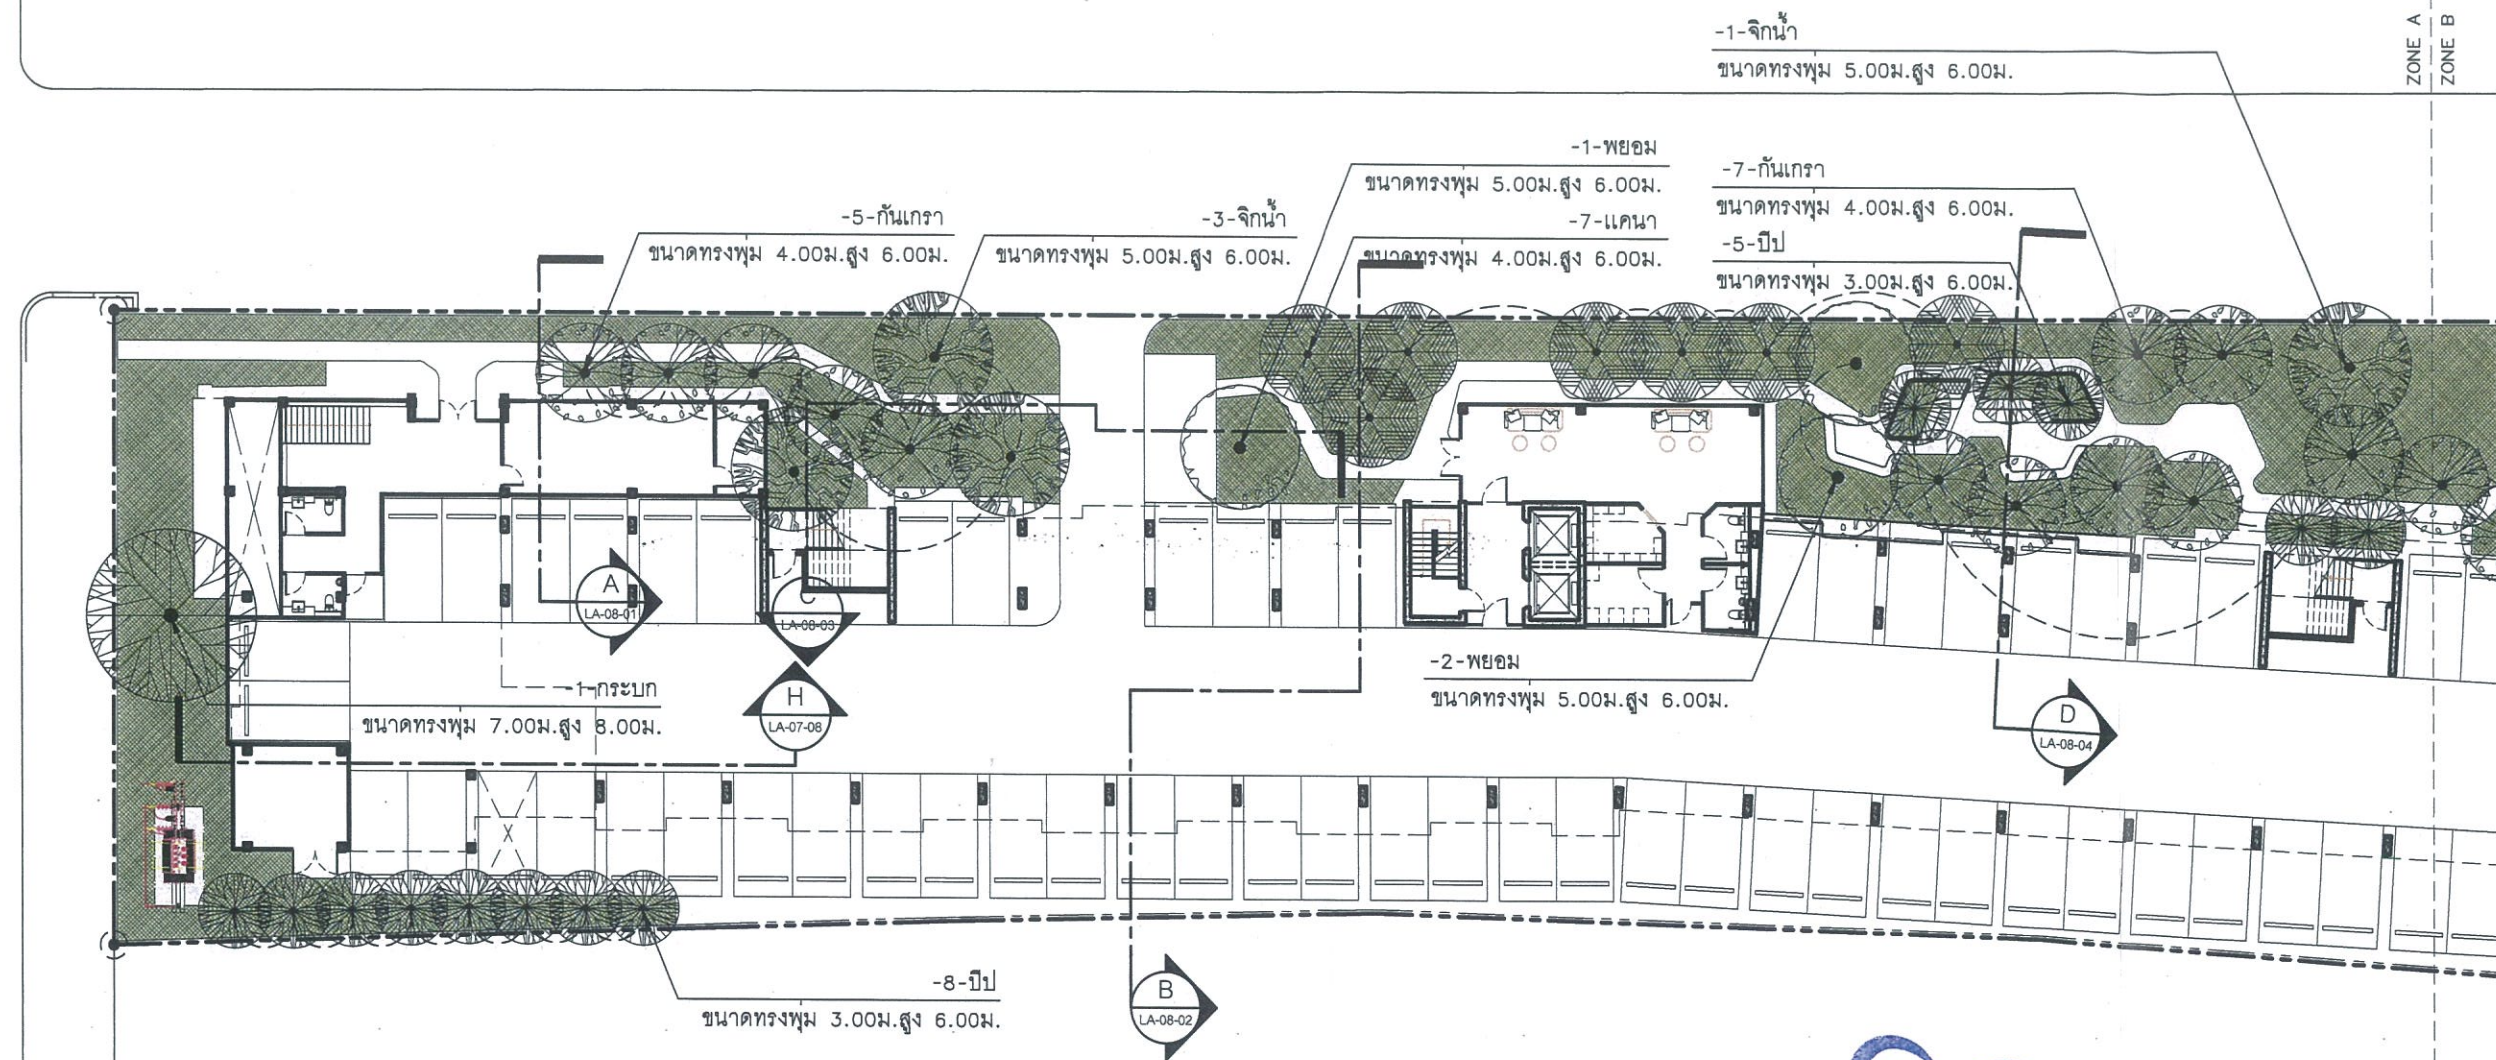 -1-จิกน้ำ
ขนาดทรงพุ่ม 5.00ม.สูง 6.00ม.
ZONE A
ZONE B
-1-พยอม
ขนาดทรงพุ่ม 5.00ม.สูง 6.00ม.
-7-กันเกรา
ขนาดทรงพุ่ม 4.00ม.สูง 6.00ม.
-5-กันเกรา
ขนาดทรงพุ่ม 4.00ม.สูง 6.00ม.
-3-จิกน้ำ
ขนาดทรงพุ่ม 5.00ม.สูง 6.00ม.
-7-แคนา
ขนาดทรงพุ่ม 4.00ม.สูง 6.00ม.
-5-ปีป
ขนาดทรงพุ่ม 3.00ม.สูง 6.00ม.
A
LA-08-01
C
LA-08-03
-1-กระบก
ขนาดทรงพุ่ม 7.00ม.สูง 8.00ม.
H
LA-07-08
-2-พยอม
ขนาดทรงพุ่ม 5.00ม.สูง 6.00ม.
D
LA-08-04
-8-ปีป
ขนาดทรงพุ่ม 3.00ม.สูง 6.00ม.
B
LA-08-02